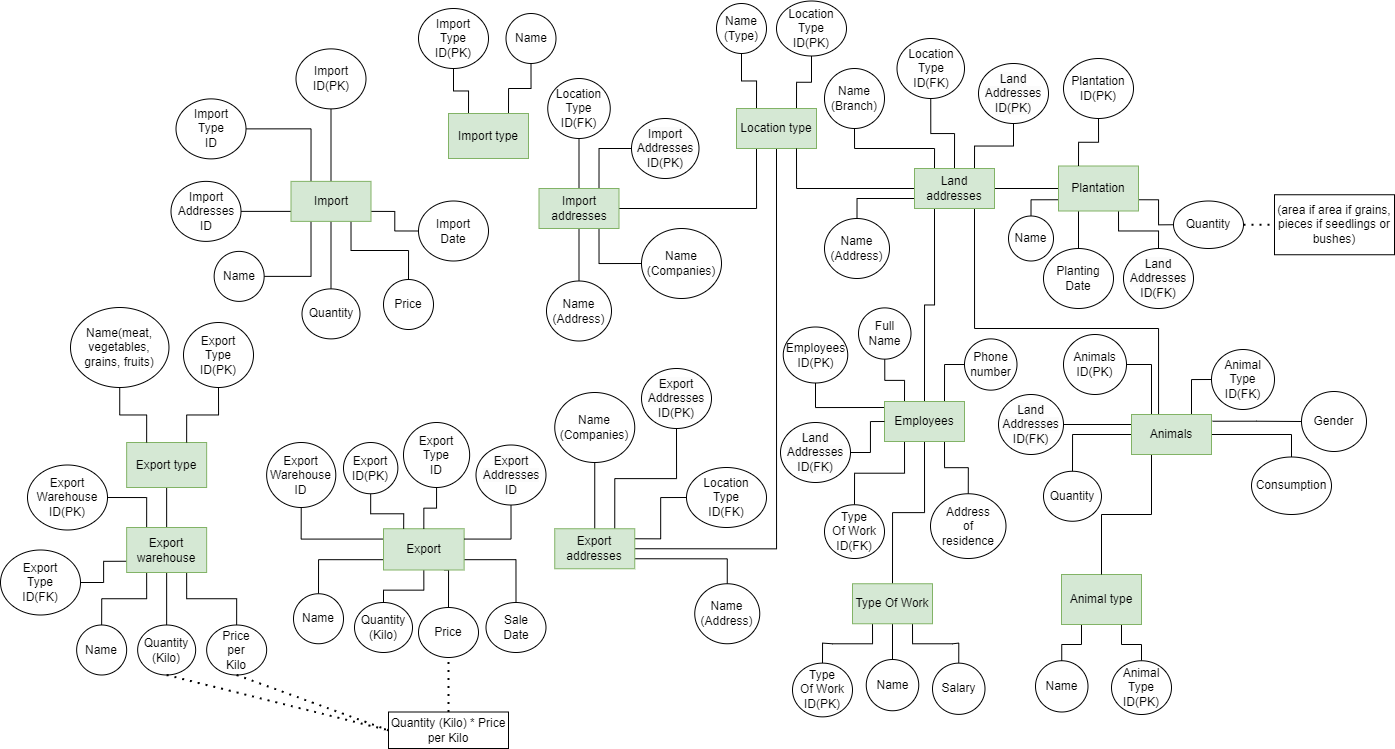 Import
Type
ID(PK)
Name
Import type
Import
ID(PK)
Import
Type
ID
Import
Addresses
ID
Name
Import
Quantity
Price
Import
Date
Location
Type
ID(FK)
Import
Addresses
ID(PK)
Import
addresses
Name
(Companies)
Name
(Address)
Name
(Type)
Location
Type
ID(PK)
Location type
Name
(Branch)
Location
Type
ID(FK)
Land
Addresses
ID(PK)
Land
addresses
Name
(Address)
Plantation
ID(PK)
Plantation
Name
Planting
Date
Land
Addresses
ID(FK)
Quantity
(area if area if grains,
pieces if seedlings or
bushes)
Name(meat,
vegetables,
grains, fruits)
Export
Type
ID(PK)
Export type
Export
Warehouse
ID(PK)
Export
warehouse
Export
Type
ID(FK)
Name
Quantity
(Kilo)
Price
per
Kilo
Export
Warehouse
ID
Export
ID(PK)
Export
Type
ID
Export
Addresses
ID
Export
Name
Quantity
(Kilo)
Price
Sale
Date
Quantity (Kilo) * Price
per Kilo
Name
(Companies)
Export
Addresses
ID(PK)
Location
Type
ID(FK)
Export
addresses
Name
(Address)
Employees
ID(PK)
Full
Name
Phone
number
Employees
Land
Addresses
ID(FK)
Type
Of Work
ID(FK)
Address
of
residence
Type Of Work
Type
Of Work
ID(PK)
Name
Salary
Animals
ID(PK)
Animal
Type
ID(FK)
Land
Addresses
ID(FK)
Animals
Gender
Quantity
Consumption
Animal type
Name
Animal
Type
ID(PK)